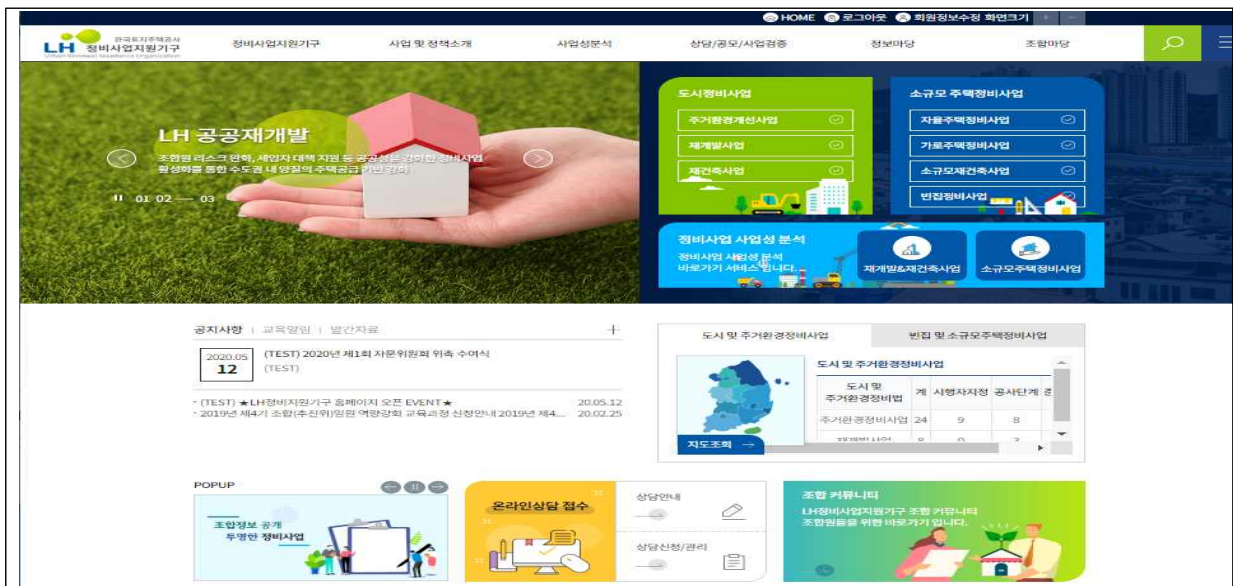 HOME 로그아웃 회원정보수정 화면크기 + -
한국토지주택공사
LH 정비사업지원기구
정비사업지원기구 사업 및 정책소개 사업성분석 상담/공모/사업검증 정보마당 조합마당
LH 공공재개발
조합원 리스크 완화, 세입자 대책 지원 등 공공성은 강화한 정비사업
활성화를 통한 수도권 내 양질의 주택공급 기반 강화
01 02 03
도시정비사업
주거환경개선사업
재개발사업
재건축사업
소규모 주택정비사업
자율주택정비사업
가로주택정비사업
소규모재건축사업
빈집정비사업
정비사업 사업성 분석
정비사업 사업성 분석
바로가기 서비스 입니다.
재개발&재건축사업
소규모주택정비사업
공지사항 | 교육알림 | 발간자료
2020.05
12
(TEST) 2020년 제1회 자문위원회 위촉 수여식
(TEST)
- (TEST) ★LH정비지원기구 홈페이지 오픈 EVENT★ 20.05.12
- 2019년 제4기 조합(추진위)임원 역량강화 교육과정 신청안내 2019년 제4... 20.02.25
도시 및 주거환경정비사업 빈집 및 소규모주택정비사업
도시 및 주거환경정비사업
도시 및
주거환경정비법 계 시행자지정 공사단계
주거환경정비사업 24 9 8
재개발사업 8 0 3
지도조회 →
POPUP
조합정보 공개
투명한 정비사업
온라인상담 접수
상담안내
상담신청/관리
조합 커뮤니티
LH정비사업지원기구 조합 커뮤니티
조합원들을 위한 바로가기 입니다.